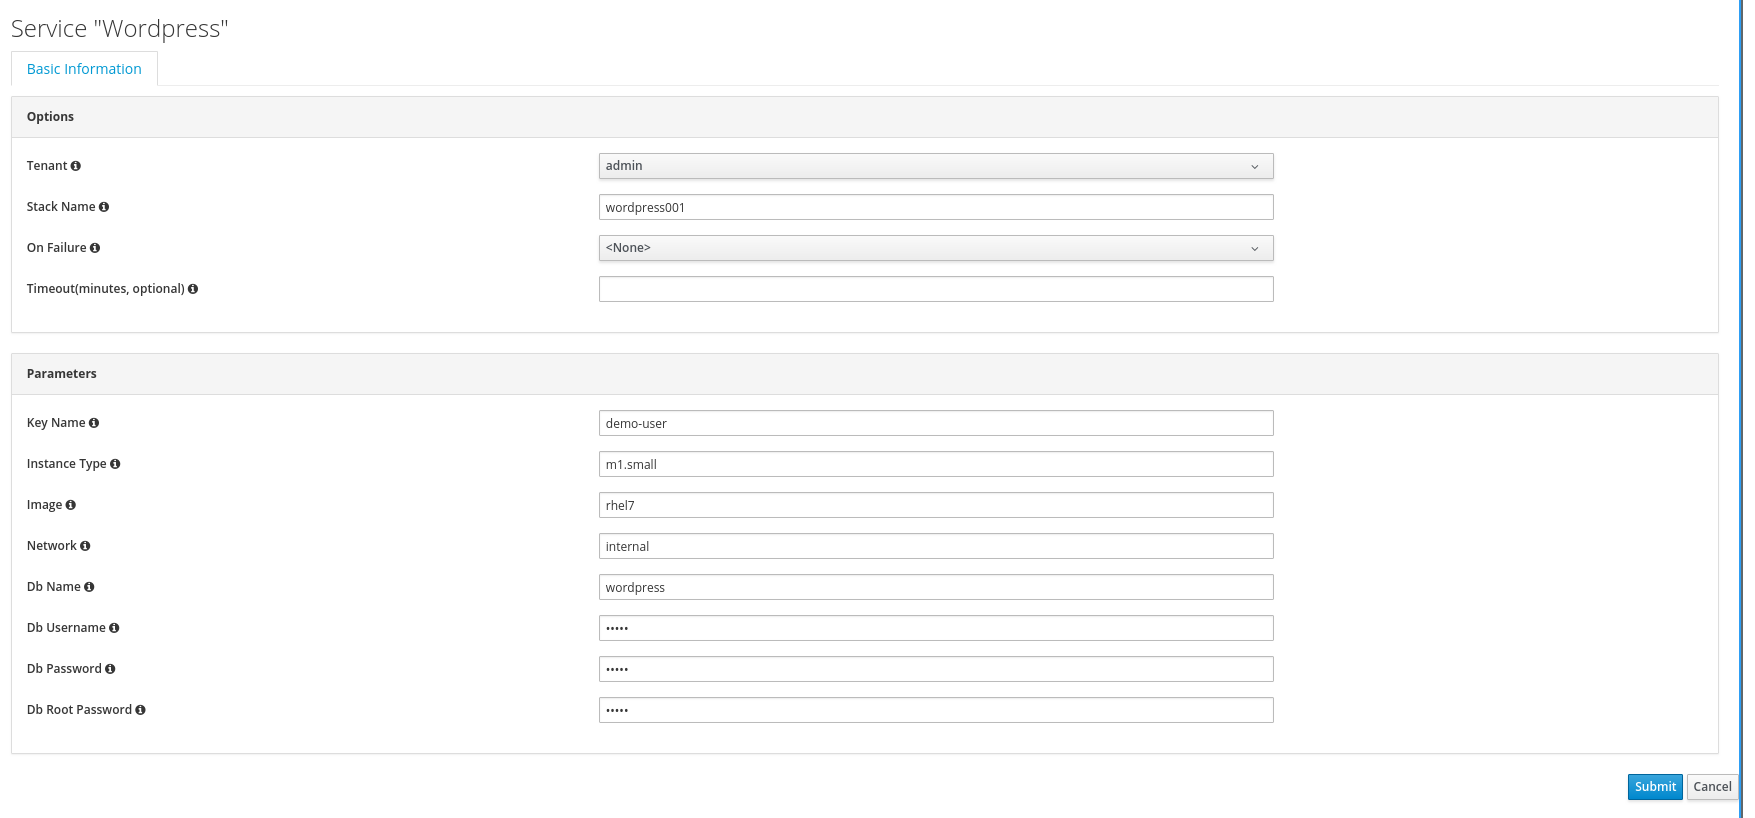 Service "Wordpress"
Basic Information
Options
Tenant
admin
Stack Name
wordpress001
On Failure
<None>
Timeout(minutes, optional)
Parameters
Key Name
demo-user
Instance Type
m1.small
Image
rhel7
Network
internal
Db Name
wordpress
Db Username
•••••
Db Password
•••••
Db Root Password
•••••
Submit Cancel